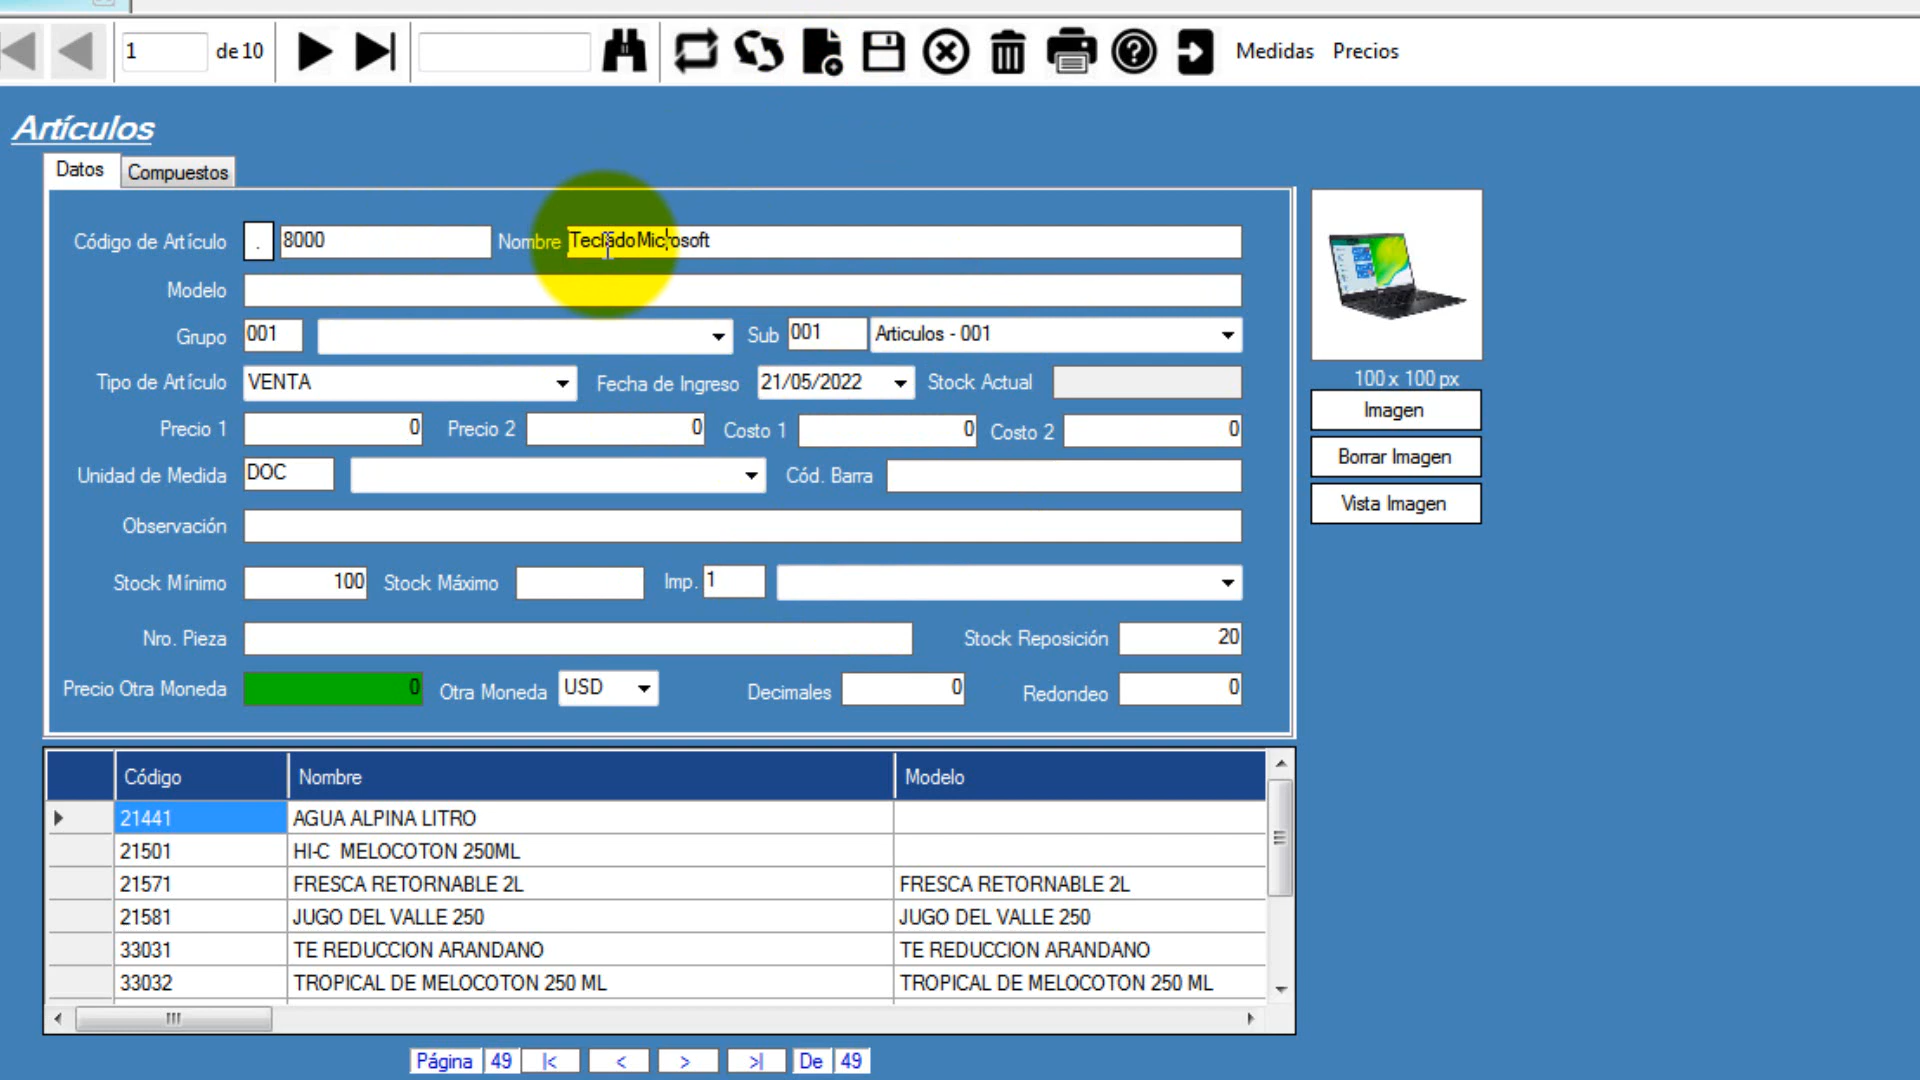 1 de 10 Medidas Precios
Artículos
Datos Compuestos
Código de Artículo . 8000 Nombre Teclado Microsoft
Modelo
Grupo 001 Sub 001 Articulos - 001
Tipo de Artículo VENTA Fecha de Ingreso 21/05/2022 Stock Actual
100 x 100 px
Imagen
Precio 1 0 Precio 2 0 Costo 1 0 Costo 2 0
Borrar Imagen
Unidad de Medida DOC Cód. Barra
Vista Imagen
Observación
Stock Mínimo 100 Stock Máximo Imp. 1
Nro. Pieza Stock Reposición 20
Precio Otra Moneda 0 Otra Moneda USD Decimales 0 Redondeo 0
Código Nombre Modelo
21441 AGUA ALPINA LITRO
21501 HI-C MELOCOTON 250ML
21571 FRESCA RETORNABLE 2L FRESCA RETORNABLE 2L
21581 JUGO DEL VALLE 250 JUGO DEL VALLE 250
33031 TE REDUCCION ARANDANO TE REDUCCION ARANDANO
33032 TROPICAL DE MELOCOTON 250 ML TROPICAL DE MELOCOTON 250 ML
Página 49 |< < > >| De 49